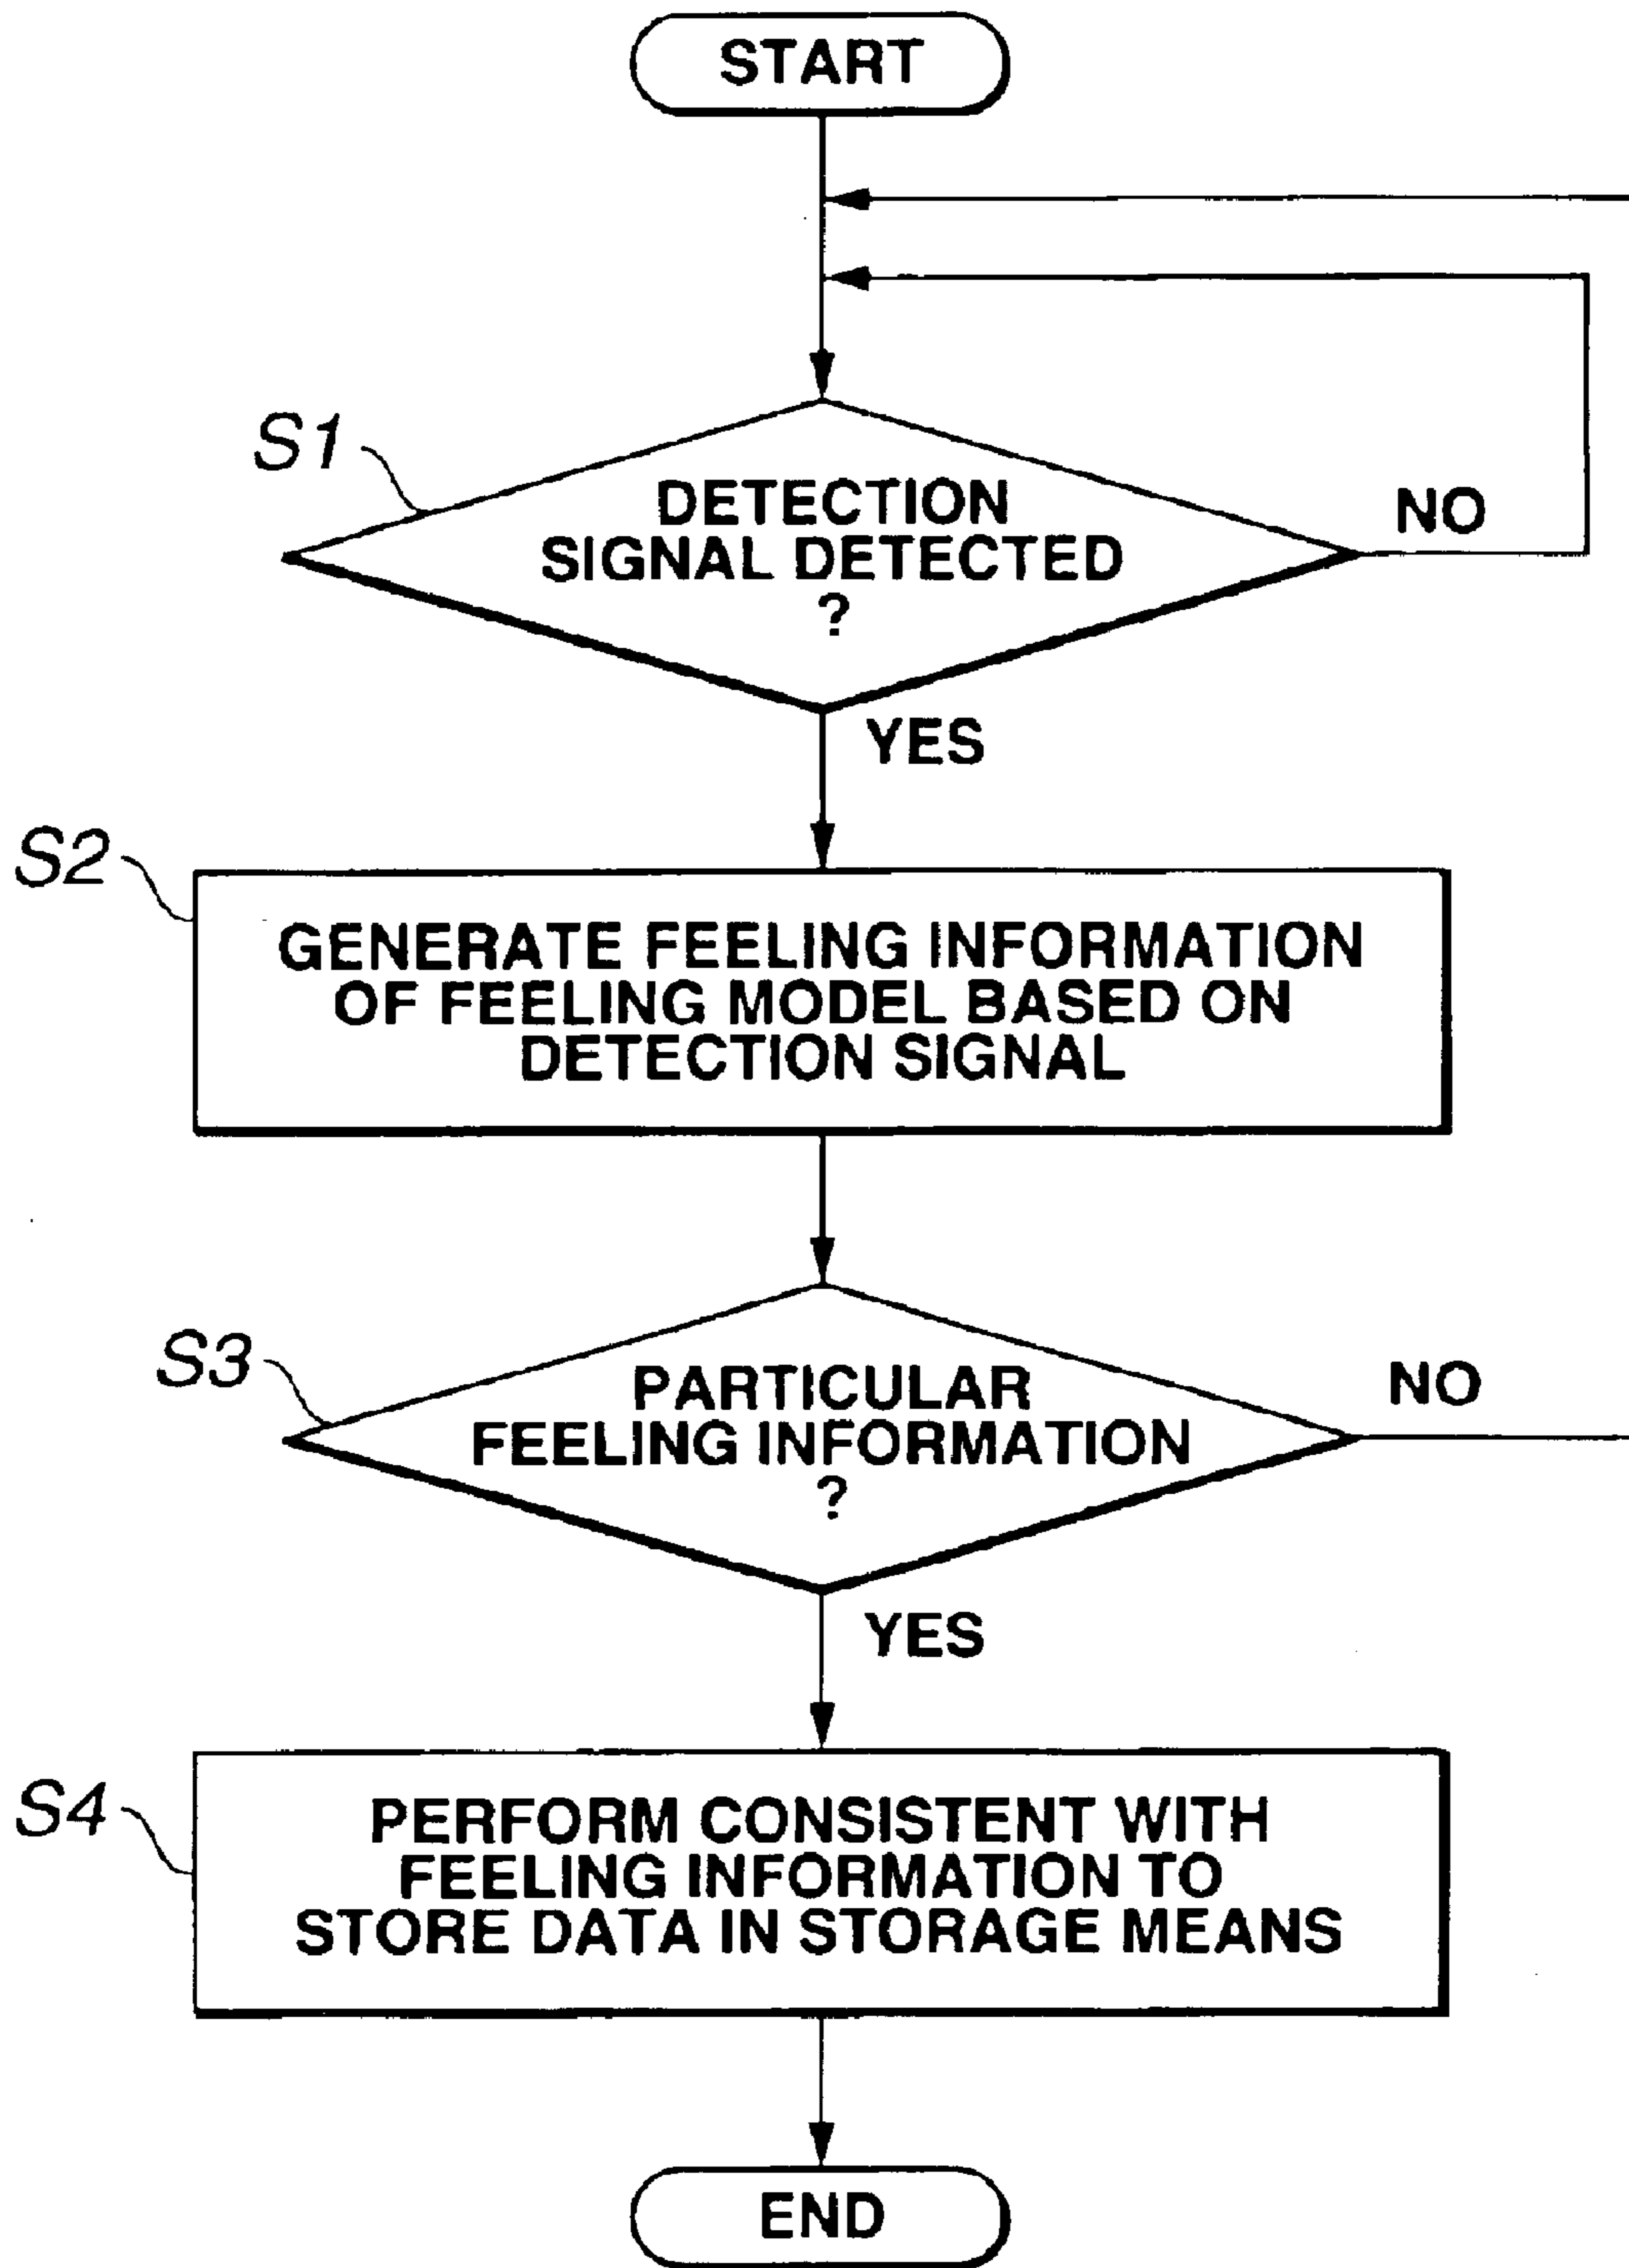 START
S1
DETECTION
SIGNAL DETECTED
?
NO
YES
S2
GENERATE FEELING INFORMATION
OF FEELING MODEL BASED ON
DETECTION SIGNAL
S3
PARTICULAR
FEELING INFORMATION
?
NO
YES
S4
PERFORM CONSISTENT WITH
FEELING INFORMATION TO
STORE DATA IN STORAGE MEANS
END